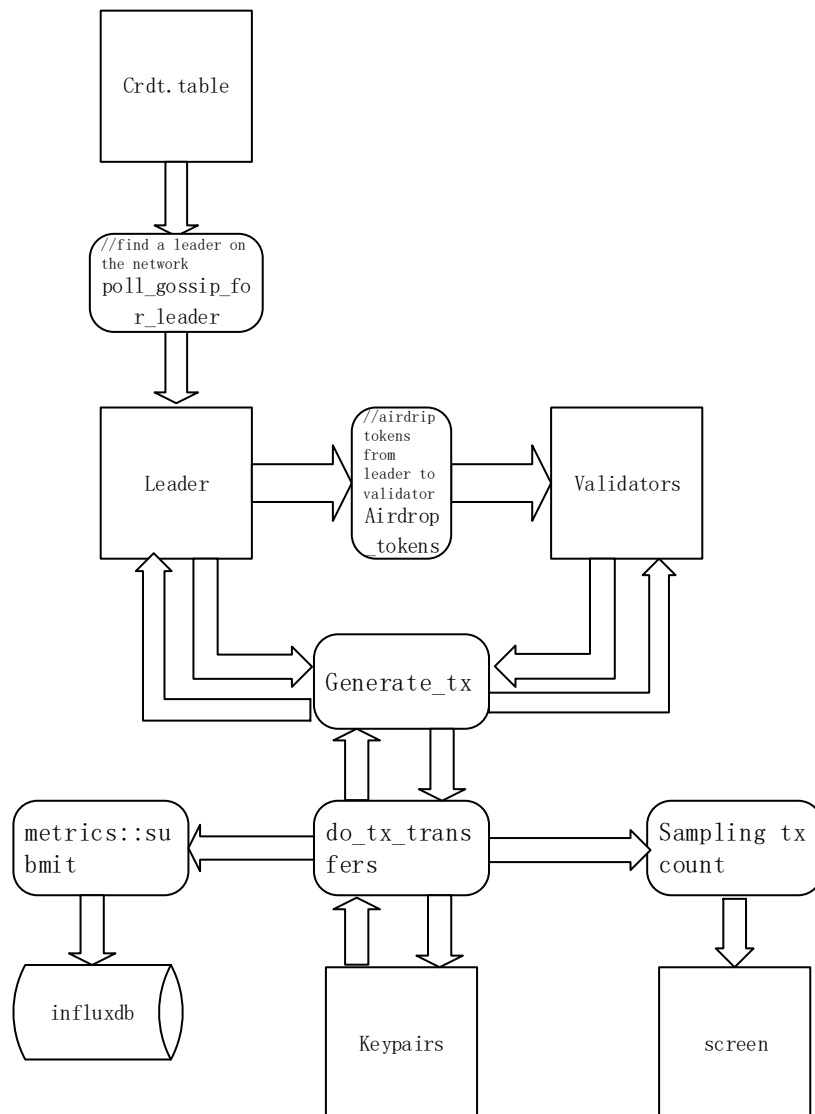 Crdt.table
//find a leader on
the network
poll_gossip_fo
r_leader
Leader
//airdrip
tokens
from
leader to
validator
Airdrop
_tokens
Validators
Generate_tx
metrics::su
bmit
do_tx_trans
fers
Sampling tx
count
influxdb
Keypairs
screen